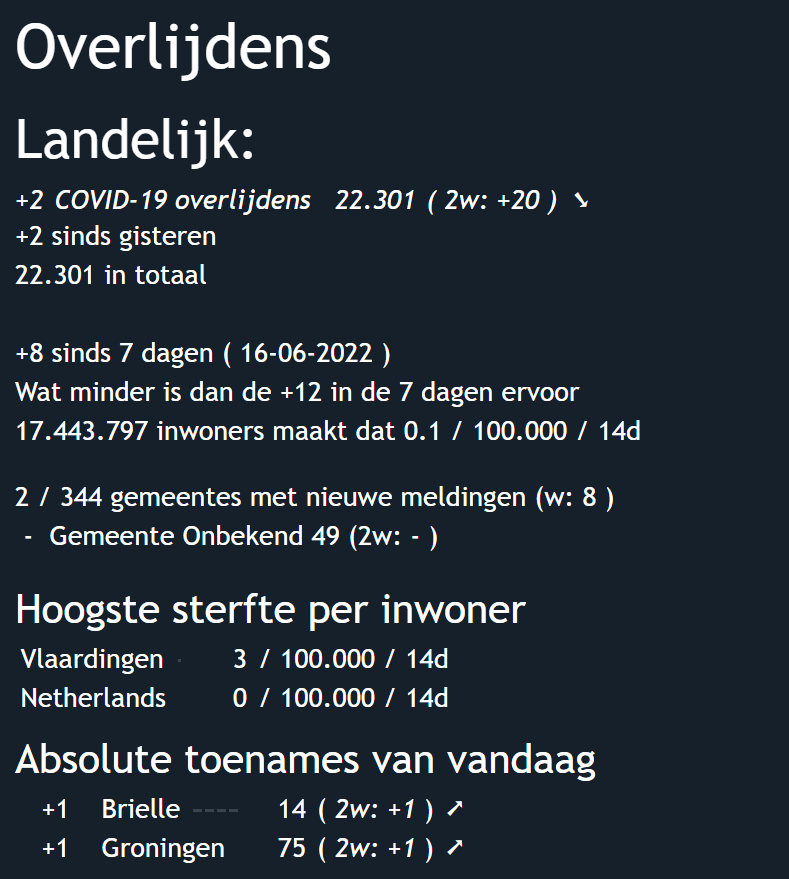 Overlijdens
Landelijk:
+2 COVID-19 overlijdens 22.301 ( 2w: +20 ) ➘
+2 sinds gisteren
22.301 in totaal
+8 sinds 7 dagen ( 16-06-2022 )
Wat minder is dan de +12 in de 7 dagen ervoor
17.443.797 inwoners maakt dat 0.1 / 100.000 / 14d
2 / 344 gemeentes met nieuwe meldingen (w: 8 )
- Gemeente Onbekend 49 (2w: - )
Hoogste sterfte per inwoner
Vlaardingen - 3 / 100.000 / 14d
Netherlands 0 / 100.000 / 14d
Absolute toenames van vandaag
+1 Brielle ---- 14 ( 2w: +1 ) ➚
+1 Groningen 75 ( 2w: +1 ) ➚